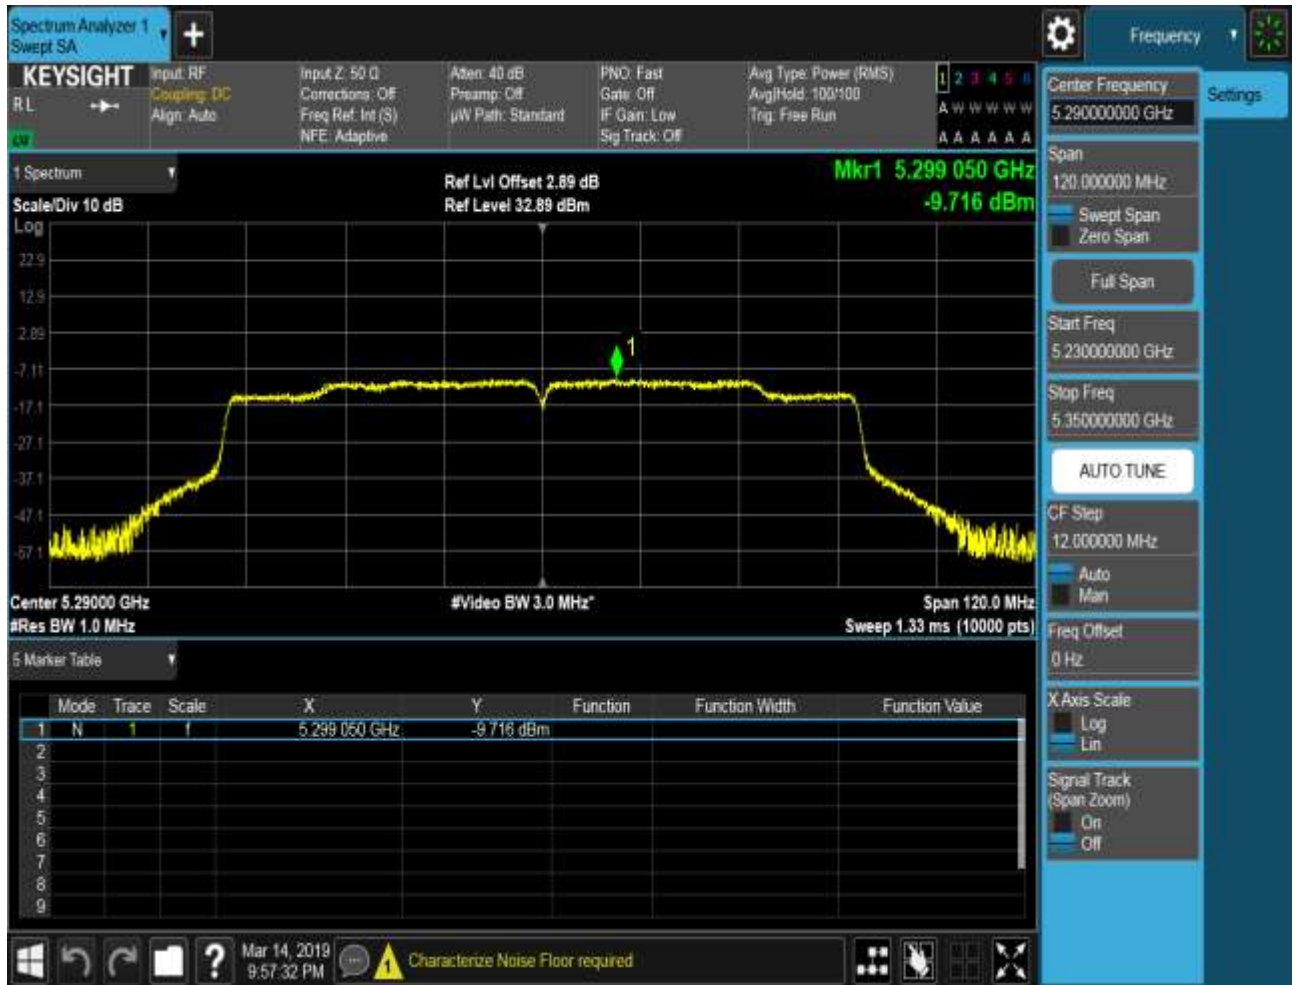 Spectrum Analyzer 1
Swept SA
Frequency
KEYSIGHT
RL
Input: RF
Coupling: DC
Align: Auto
Input Z: 50 Ω
Corrections: Off
Freq Ref: Int (S)
NFE: Adaptive
Atten: 40 dB
Preamp: Off
µW Path: Standard
PNO: Fast
Gate: Off
IF Gain: Low
Sig Track: Off
Avg Type: Power (RMS)
Avg|Hold: 100/100
Trig: Free Run
1 2 3 4 5 6
A W W W W W
A A A A A A
1 Spectrum
Scale/Div 10 dB
Ref Lvl Offset 2.89 dB
Ref Level 32.89 dBm
Mkr1 5.299 050 GHz
-9.716 dBm
Log
22.9
12.9
2.89
-7.11
-17.1
-27.1
-37.1
-47.1
-57.1
1
Center 5.29000 GHz
#Res BW 1.0 MHz
#Video BW 3.0 MHz*
Span 120.0 MHz
Sweep 1.33 ms (10000 pts)
5 Marker Table
Mode Trace Scale X Y Function Function Width Function Value
1 N 1 f 5.299 050 GHz -9.716 dBm
2
3
4
5
6
7
8
9
Mar 14, 2019
9:57:32 PM
?
1
Characterize Noise Floor required
Center Frequency
5.290000000 GHz
Settings
Span
120.000000 MHz
Swept Span
Zero Span
Full Span
Start Freq
5.230000000 GHz
Stop Freq
5.350000000 GHz
AUTO TUNE
CF Step
12.000000 MHz
Auto
Man
Freq Offset
0 Hz
X Axis Scale
Log
Lin
Signal Track
(Span Zoom)
On
Off